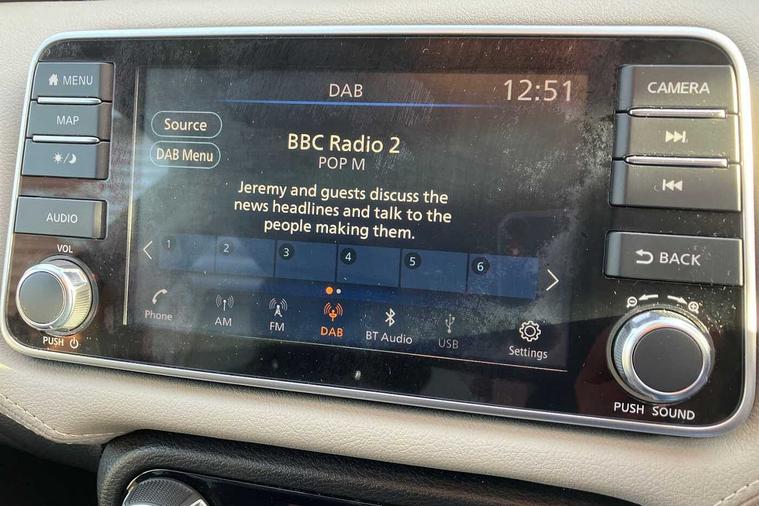 MENU
MAP
AUDIO
VOL
PUSH
DAB
12:51
Source
DAB Menu
BBC Radio 2
POP M
Jeremy and guests discuss the
news headlines and talk to the
people making them.
1 2 3 4 5 6
Phone
AM
FM
DAB
BT Audio
USB
Settings
CAMERA
BACK
PUSH SOUND